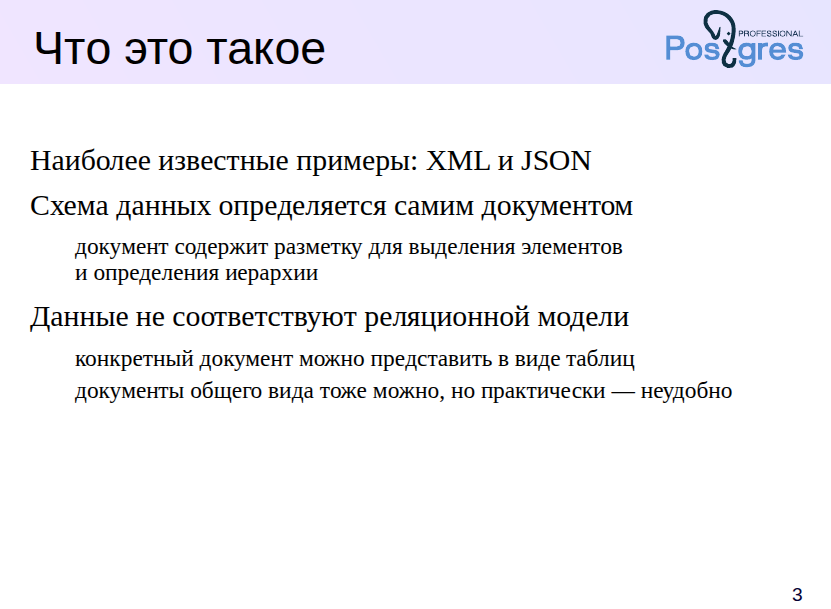 Что это такое
PROFESSIONAL
Postgres
Наиболее известные примеры: XML и JSON
Схема данных определяется самим документом
документ содержит разметку для выделения элементов
и определения иерархии
Данные не соответствуют реляционной модели
конкретный документ можно представить в виде таблиц
документы общего вида тоже можно, но практически — неудобно
3